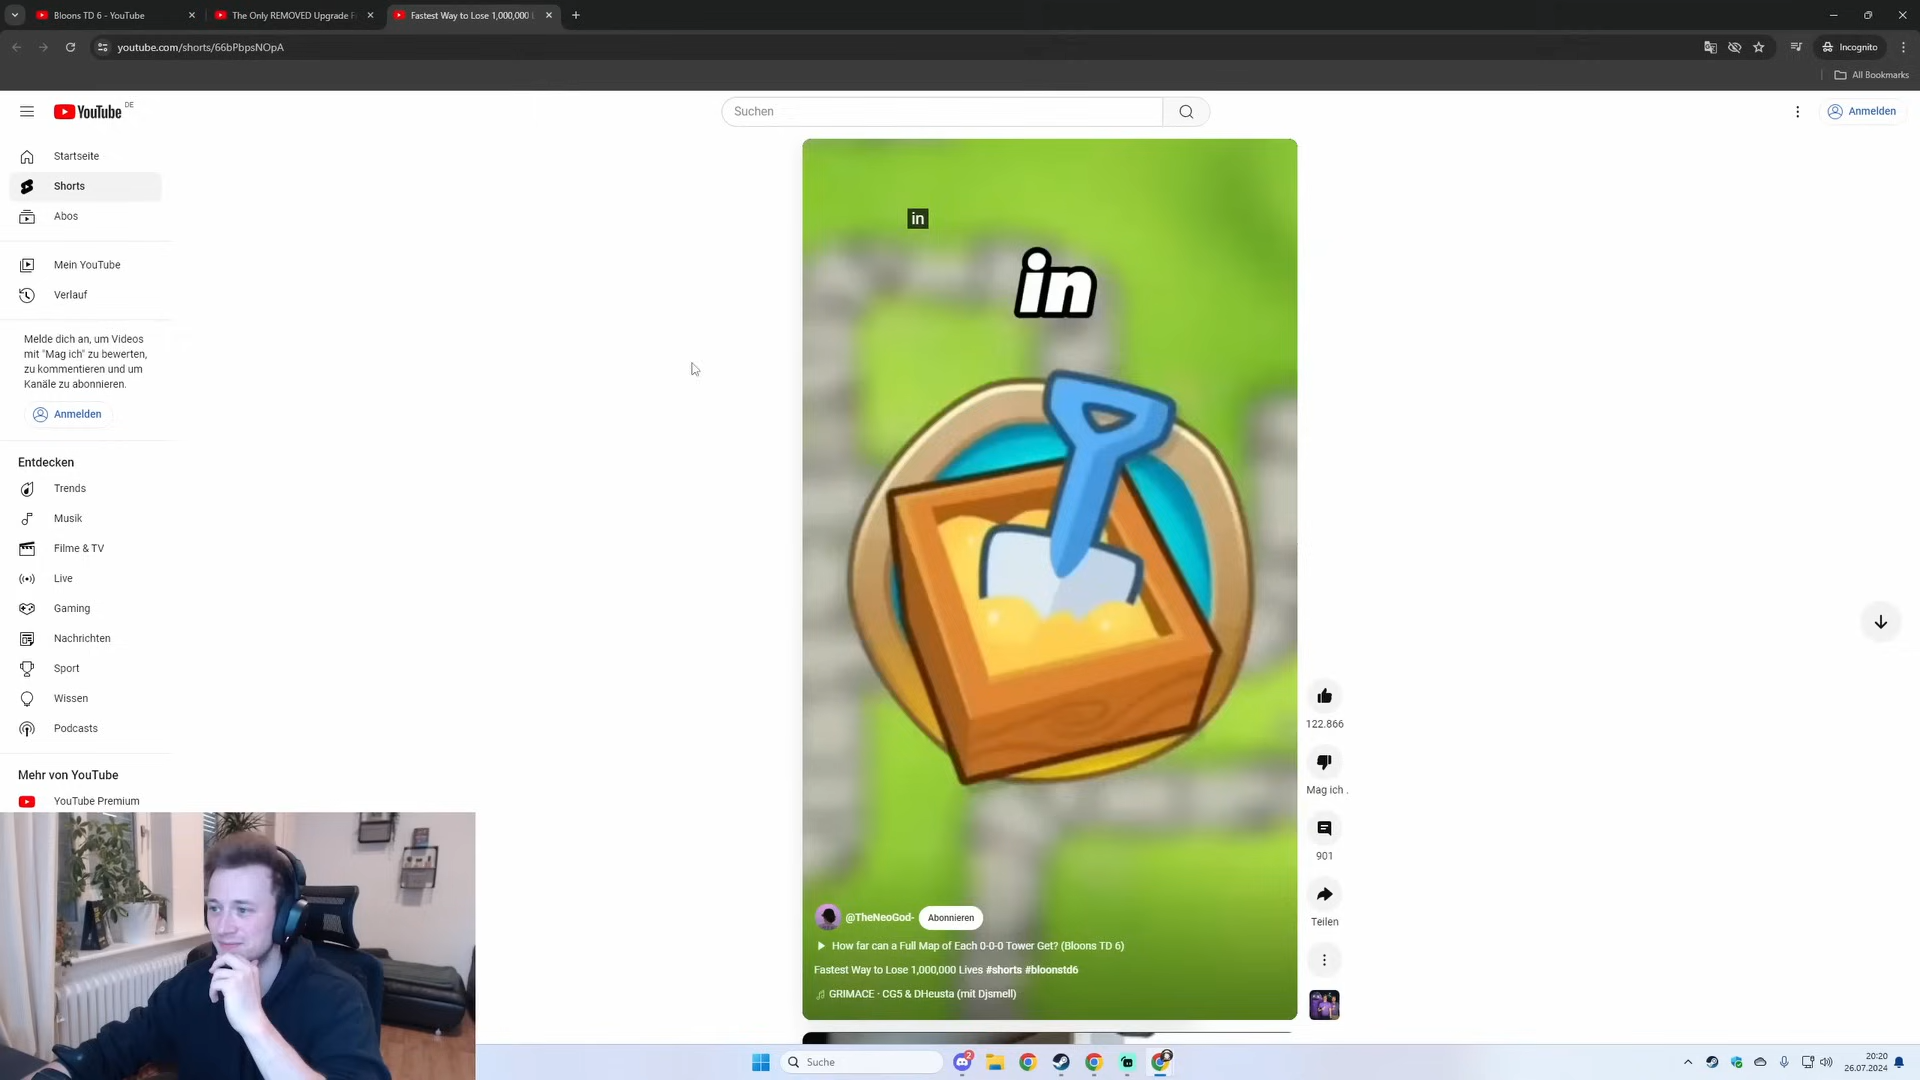 Bloons TD 6 - YouTube
The Only REMOVED Upgrade F
Fastest Way to Lose 1,000,000 L
youtube.com/shorts/66bPbpsNOpA
Incognito
All Bookmarks
YouTube DE
Suchen
Anmelden
Startseite
Shorts
Abos
Mein YouTube
Verlauf
Melde dich an, um Videos
mit "Mag ich" zu bewerten,
zu kommentieren und um
Kanäle zu abonnieren.
Anmelden
Entdecken
Trends
Musik
Filme & TV
Live
Gaming
Nachrichten
Sport
Wissen
Podcasts
Mehr von YouTube
YouTube Premium
in
in
122.866
Mag ich .
901
Teilen
@TheNeoGod-
Abonnieren
How far can a Full Map of Each 0-0-0 Tower Get? (Bloons TD 6)
Fastest Way to Lose 1,000,000 Lives #shorts #bloonstd6
GRIMACE · CG5 & DHeusta (mit Djsmell)
Suche
2
20:20
26.07.2024